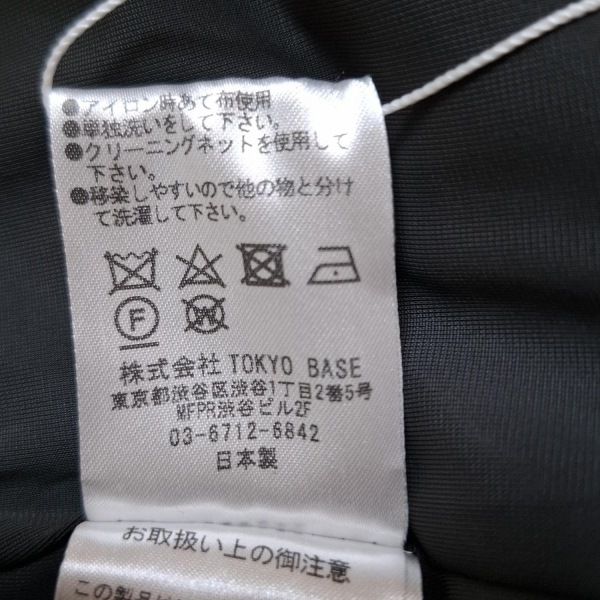 ●アイロン時あて布使用
●単独洗いをして下さい。
●クリーニングネットを使用して
下さい。
●移染しやすいので他の物と分け
て洗濯して下さい。
F W
株式会社 TOKYO BASE
東京都渋谷区渋谷1丁目2番5号
MFPR渋谷ビル2F
03-6712-6842
日本製
お取扱い上の御注意
この製品は